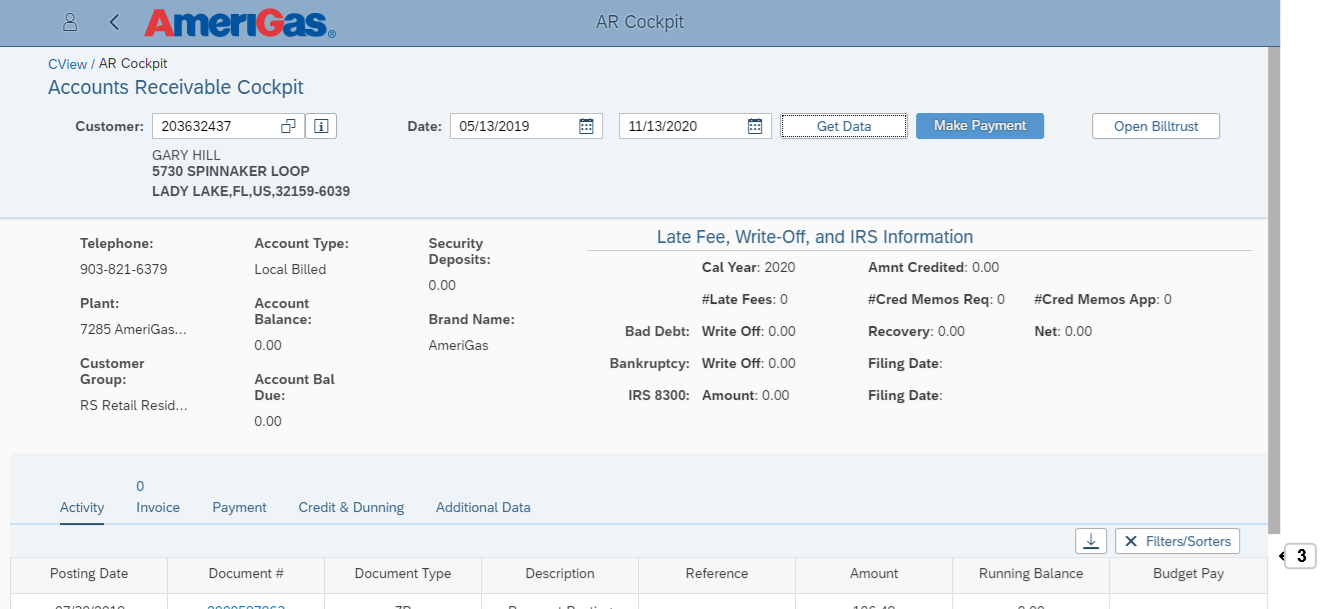 AmeriGas®
AR Cockpit
CView / AR Cockpit
Accounts Receivable Cockpit
Customer: 203632437 Date: 05/13/2019 11/13/2020 Get Data Make Payment Open Billtrust
GARY HILL
5730 SPINNAKER LOOP
LADY LAKE,FL,US,32159-6039
Telephone:
903-821-6379
Plant:
7285 AmeriGas...
Customer
Group:
RS Retail Resid...
Account Type:
Local Billed
Account
Balance:
0.00
Account Bal
Due:
0.00
Security
Deposits:
0.00
Brand Name:
AmeriGas
Late Fee, Write-Off, and IRS Information
Cal Year: 2020 Amnt Credited: 0.00
#Late Fees: 0 #Cred Memos Req: 0 #Cred Memos App: 0
Bad Debt: Write Off: 0.00 Recovery: 0.00 Net: 0.00
Bankruptcy: Write Off: 0.00 Filing Date:
IRS 8300: Amount: 0.00 Filing Date:
0
Activity Invoice Payment Credit & Dunning Additional Data
Filters/Sorters
3
Posting Date Document # Document Type Description Reference Amount Running Balance Budget Pay